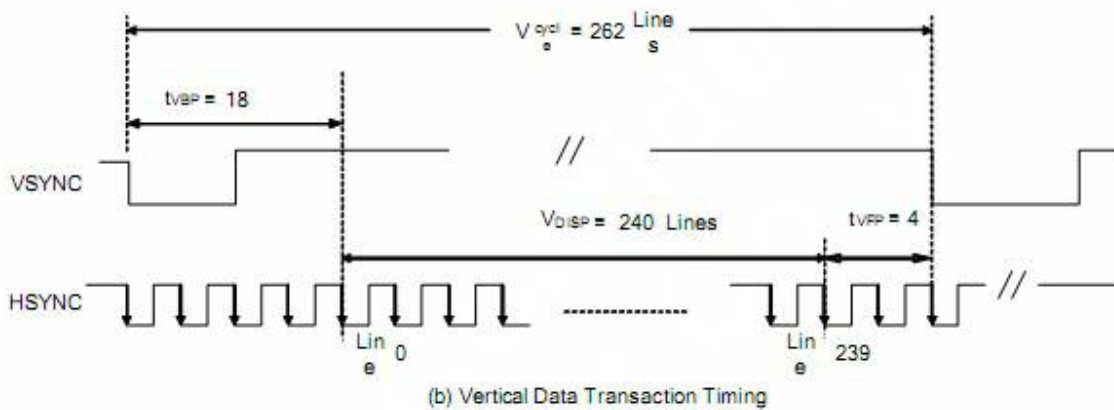 V cycl e = 262 Line s
tVBP = 18
//
VSYNC
VDISP = 240 Lines
tVFP = 4
HSYNC
//
Lin e 0
Lin e 239
(b) Vertical Data Transaction Timing